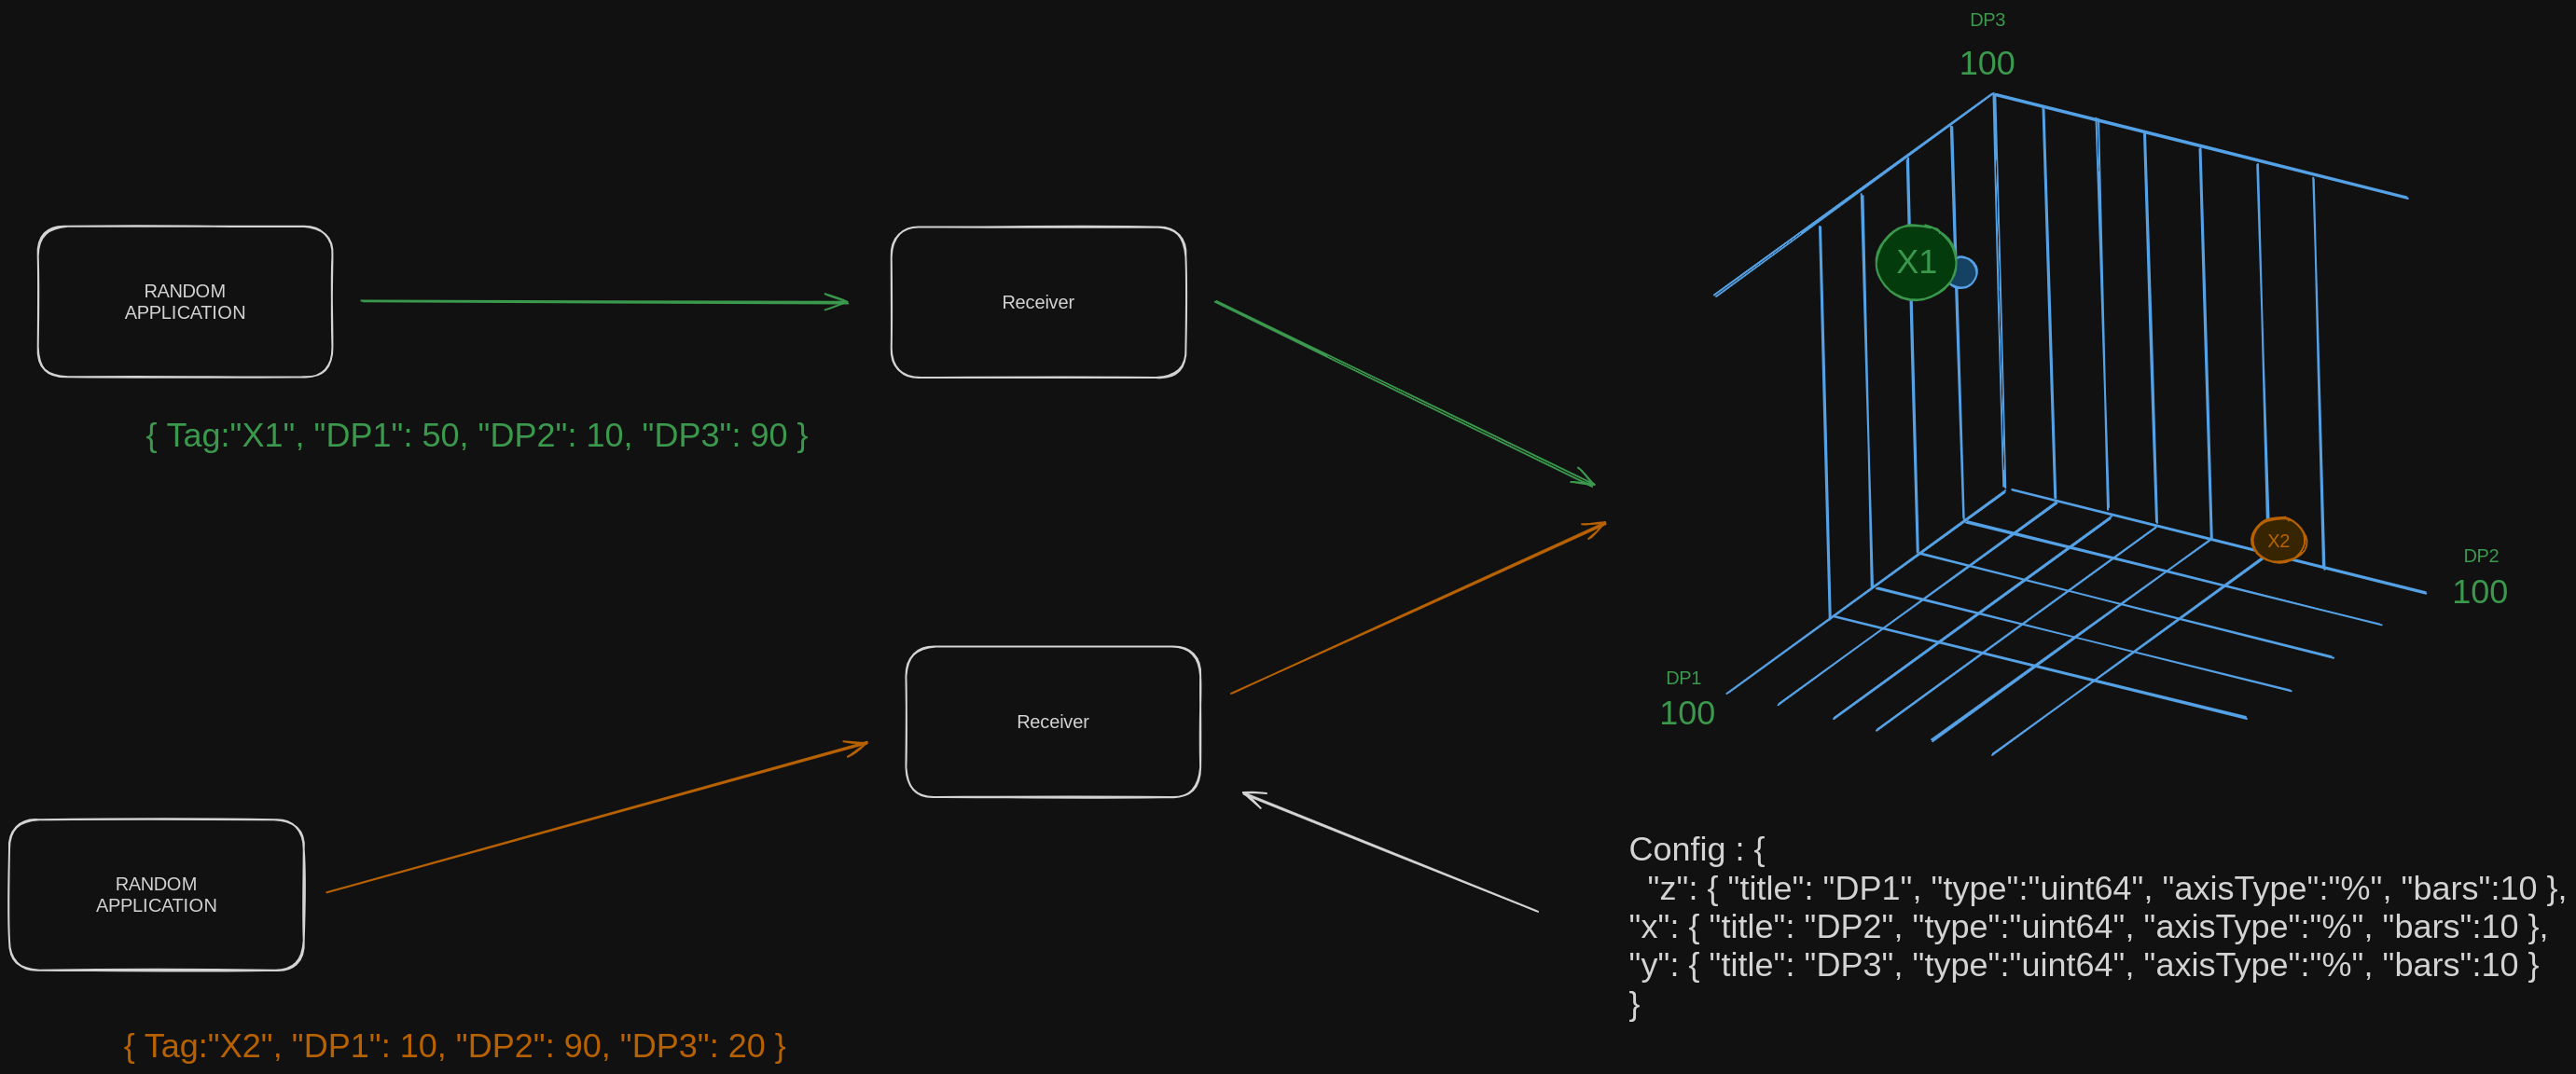 DP3
100
RANDOM
APPLICATION
Receiver
X1
{ Tag:"X1", "DP1": 50, "DP2": 10, "DP3": 90 }
X2
DP2
100
DP1
100
Receiver
RANDOM
APPLICATION
Config : {
"z": { "title": "DP1", "type":"uint64", "axisType":"%", "bars":10 },
"x": { "title": "DP2", "type":"uint64", "axisType":"%", "bars":10 },
"y": { "title": "DP3", "type":"uint64", "axisType":"%", "bars":10 }
}
{ Tag:"X2", "DP1": 10, "DP2": 90, "DP3": 20 }